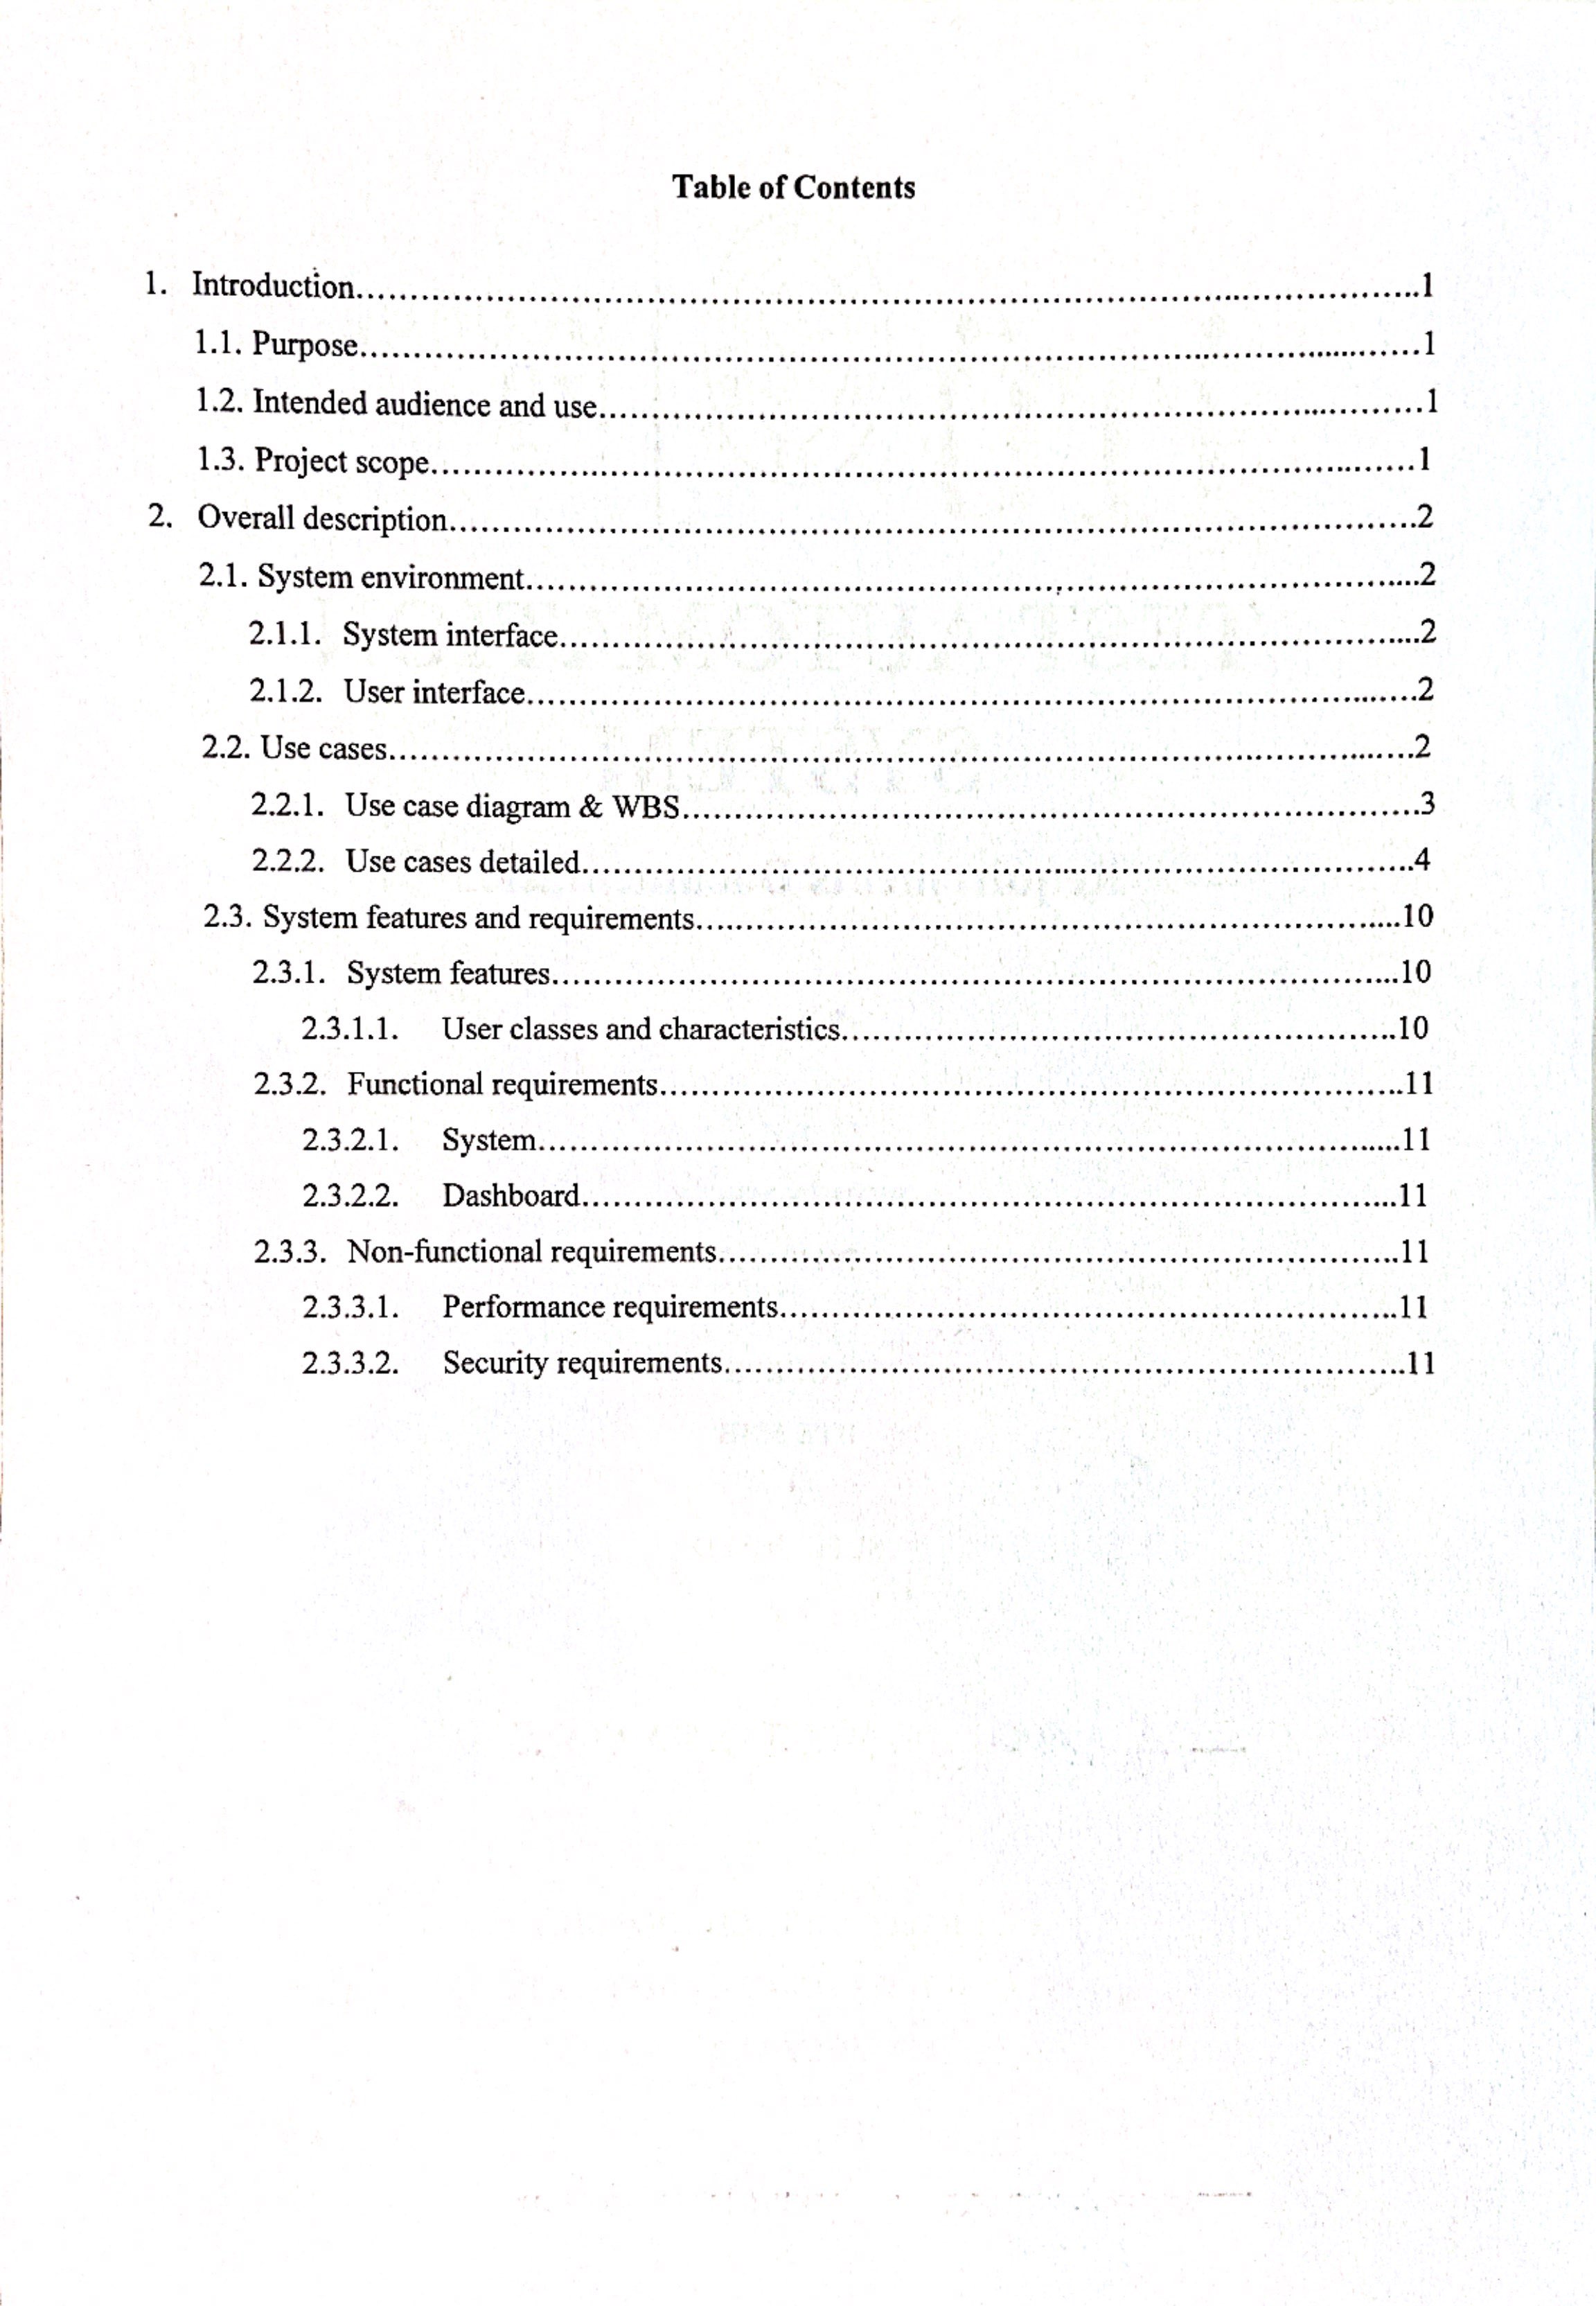 Table of Contents
1. Introduction....................1
1.1. Purpose....................1
1.2. Intended audience and use....................1
1.3. Project scope....................1
2. Overall description....................2
2.1. System environment....................2
2.1.1. System interface....................2
2.1.2. User interface....................2
2.2. Use cases....................2
2.2.1. Use case diagram & WBS....................3
2.2.2. Use cases detailed....................4
2.3. System features and requirements....................10
2.3.1. System features....................10
2.3.1.1. User classes and characteristics....................10
2.3.2. Functional requirements....................11
2.3.2.1. System....................11
2.3.2.2. Dashboard....................11
2.3.3. Non-functional requirements....................11
2.3.3.1. Performance requirements....................11
2.3.3.2. Security requirements....................11